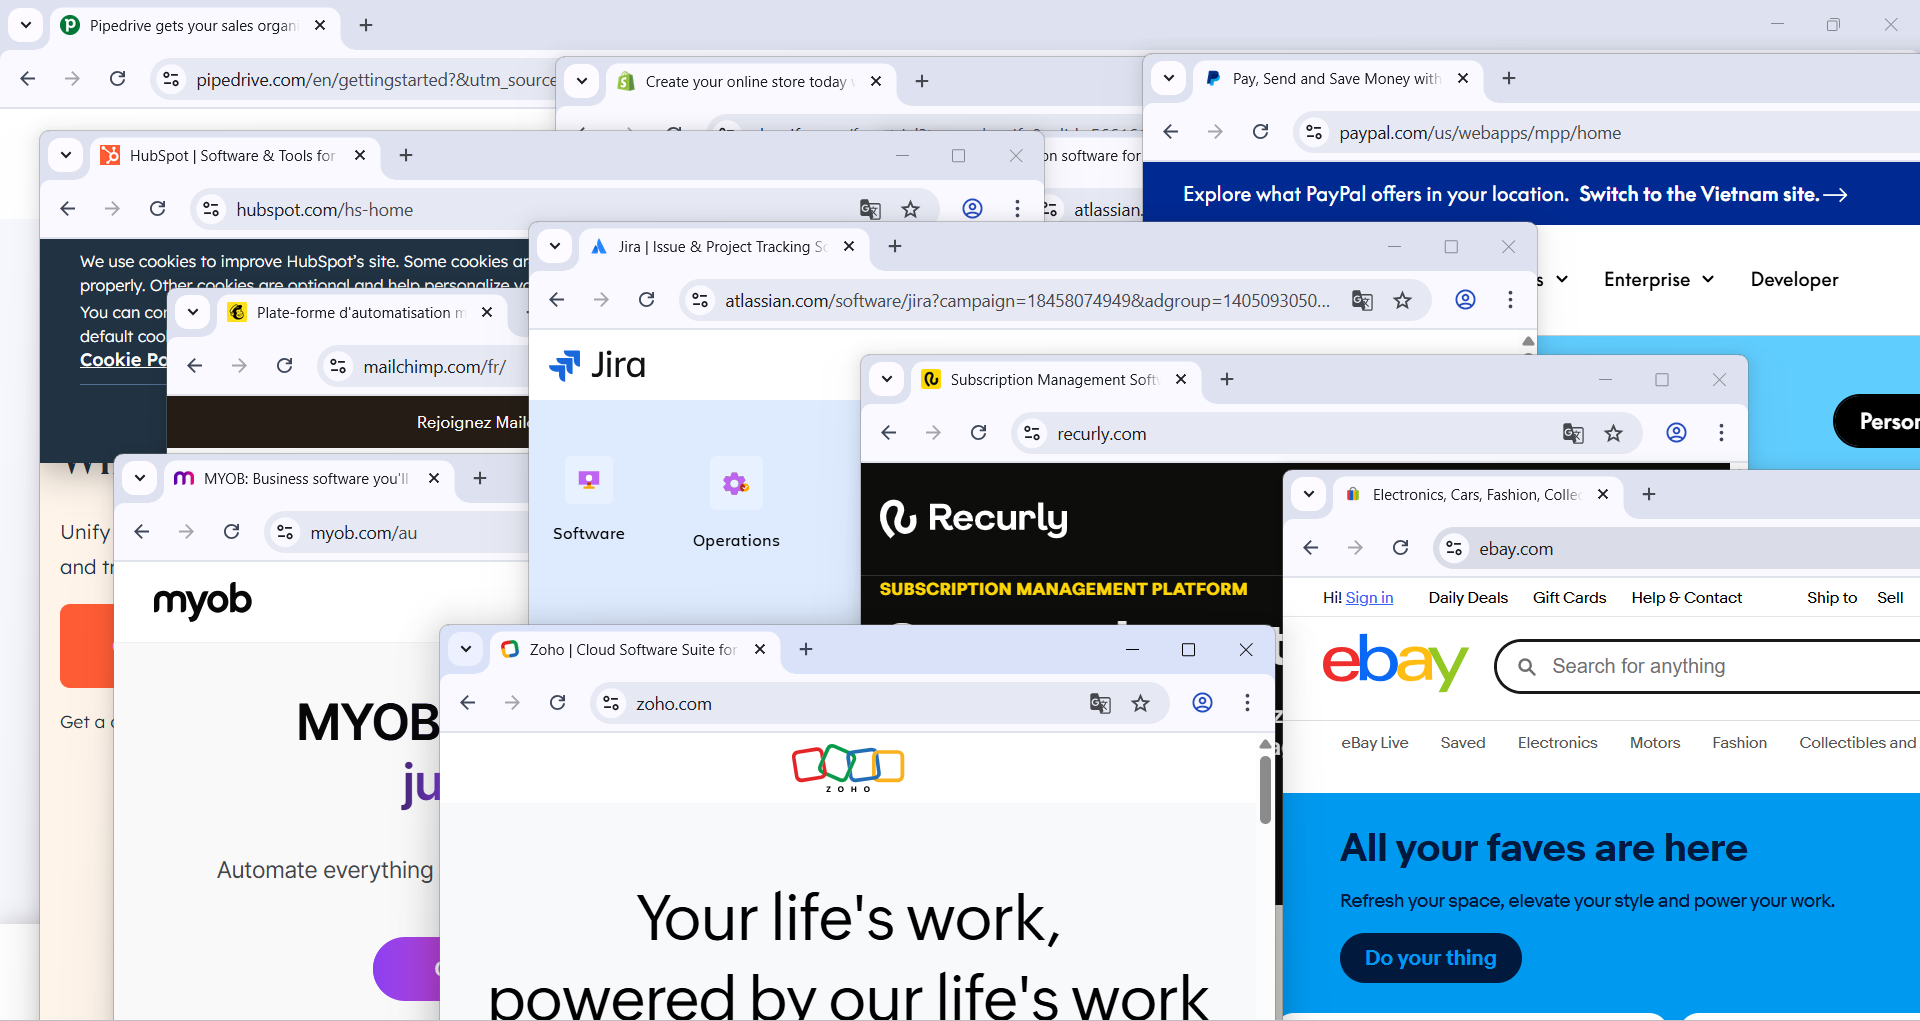 Pipedrive gets your sales organi
pipedrive.com/en/gettingstarted?&utm_source
Create your online store today
Pay, Send and Save Money with
paypal.com/us/webapps/mpp/home
Explore what PayPal offers in your location. Switch to the Vietnam site.
Enterprise
Developer
Person
on software for
atlassian.
HubSpot | Software & Tools for
hubspot.com/hs-home
We use cookies to improve HubSpot's site. Some cookies ar
properly. Other cookies are optional and help personalize yo
You can con
default coo
Cookie Po
Unify
and tr
Get a
Plate-forme d'automatisation m
mailchimp.com/fr/
Rejoignez Mailc
Jira | Issue & Project Tracking So
atlassian.com/software/jira?campaign=18458074949&adgroup=1405093050...
Jira
Software
Operations
Subscription Management Softw
recurly.com
Recurly
SUBSCRIPTION MANAGEMENT PLATFORM
MYOB: Business software you'll
myob.com/au
myob
MYOB
ju
Automate everything
Electronics, Cars, Fashion, Collec
ebay.com
Hi! Sign in
Daily Deals
Gift Cards
Help & Contact
Ship to
Sell
ebay
Search for anything
eBay Live
Saved
Electronics
Motors
Fashion
Collectibles and
All your faves are here
Refresh your space, elevate your style and power your work.
Do your thing
Zoho | Cloud Software Suite for
zoho.com
ZOHO
Your life's work,
powered by our life's work